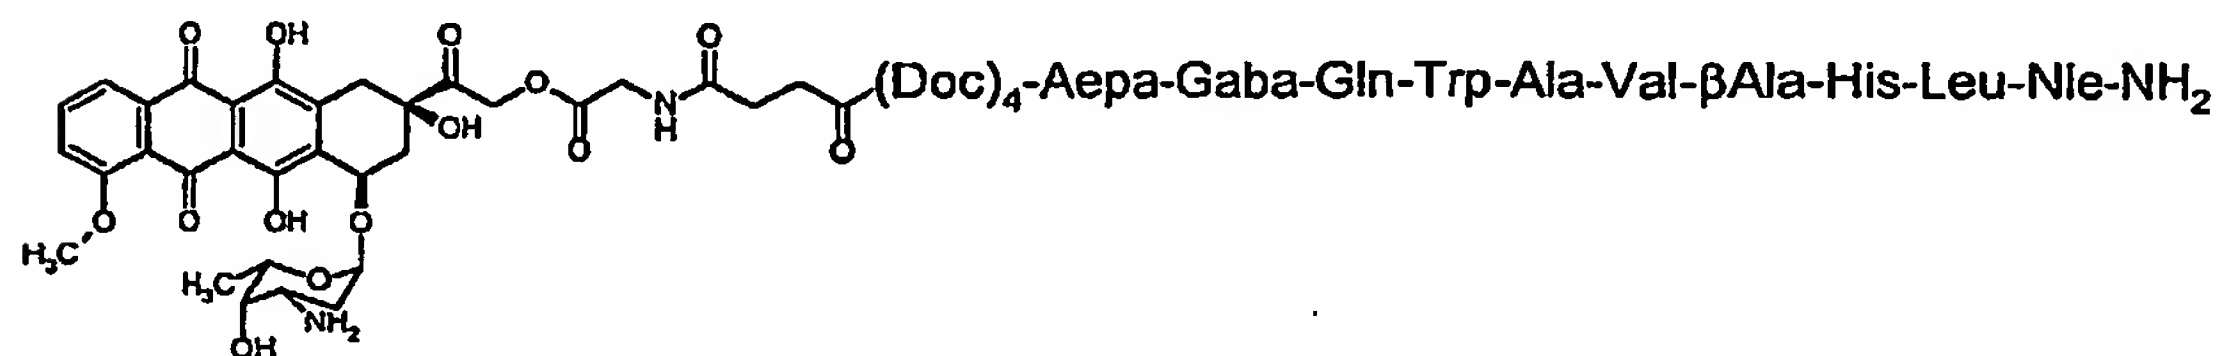 O OH O O (Doc)₄-Aepa-Gaba-Gln-Trp-Ala-Val-βAla-His-Leu-Nle-NH₂
O
OH N H
O O
O O OH O
H₃C
H₃C O
NH₂
OH